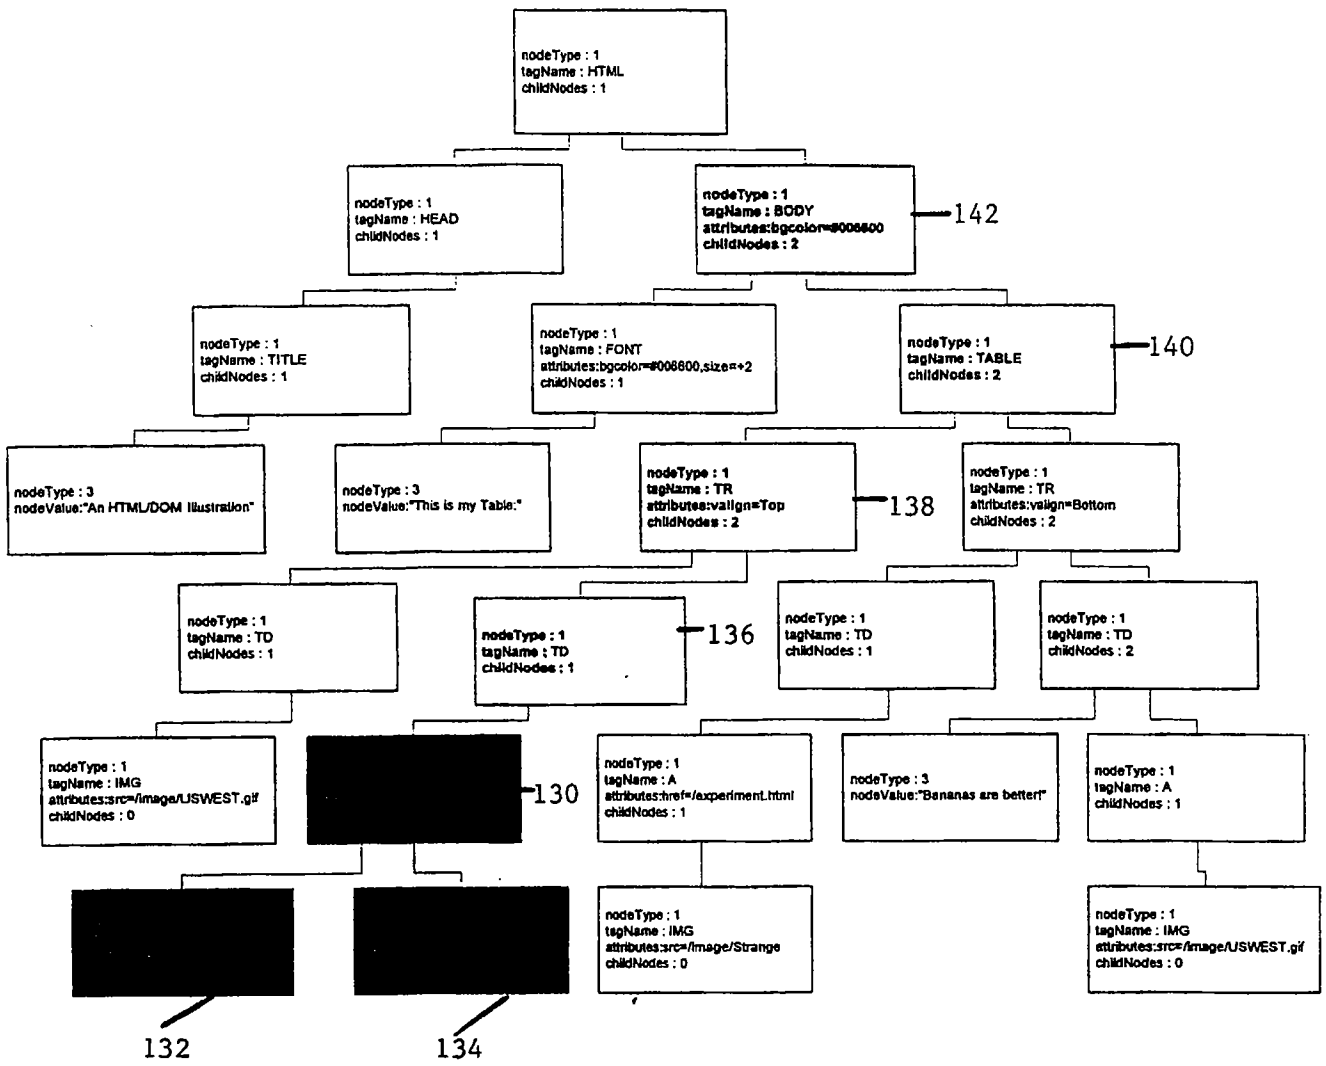 nodeType : 1
tagName : HTML
childNodes : 1
nodeType : 1
tagName : HEAD
childNodes : 1
nodeType : 1
tagName : BODY
attributes:bgcolor=#006600
childNodes : 2
142
nodeType : 1
tagName : TITLE
childNodes : 1
nodeType : 1
tagName : FONT
attributes:bgcolor=#006600,size=+2
childNodes : 1
nodeType : 1
tagName : TABLE
childNodes : 2
140
nodeType : 3
nodeValue:"An HTML/DOM Illustration"
nodeType : 3
nodeValue:"This is my Table:"
nodeType : 1
tagName : TR
attributes:valign=Top
childNodes : 2
138
nodeType : 1
tagName : TR
attributes:valign=Bottom
childNodes : 2
nodeType : 1
tagName : TD
childNodes : 1
nodeType : 1
tagName : TD
childNodes : 1
136
nodeType : 1
tagName : TD
childNodes : 1
nodeType : 1
tagName : TD
childNodes : 2
nodeType : 1
tagName : IMG
attributes:src=/image/USWEST.gif
childNodes : 0
130
nodeType : 1
tagName : A
attributes:href=/experiment.html
childNodes : 1
nodeType : 3
nodeValue:"Bananas are better!"
nodeType : 1
tagName : A
childNodes : 1
nodeType : 1
tagName : IMG
attributes:src=/image/Strange
childNodes : 0
nodeType : 1
tagName : IMG
attributes:src=/image/USWEST.gif
childNodes : 0
132
134